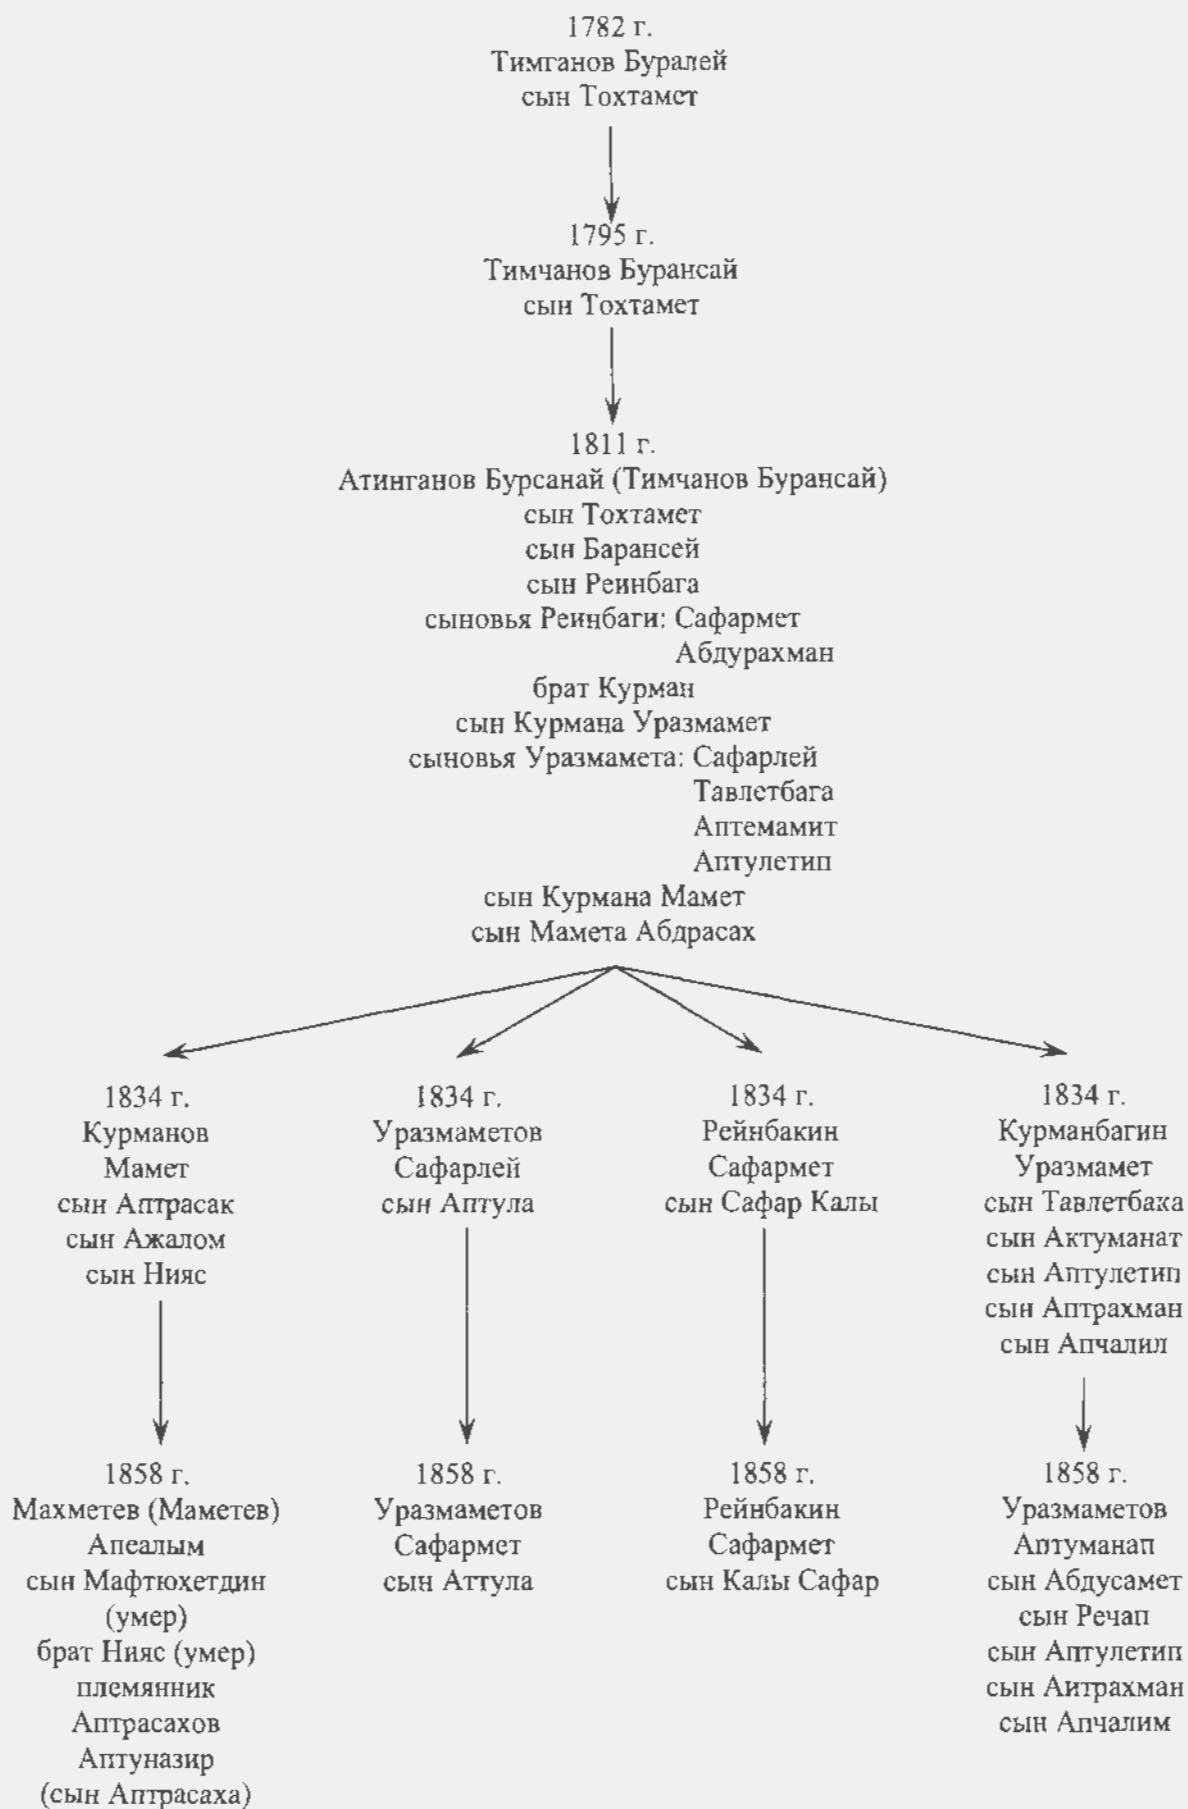 1782 г.
Тимганов Буралей
сын Тохтамет
1795 г.
Тимчанов Бурансай
сын Тохтамет
1811 г.
Атинганов Бурсанай (Тимчанов Бурансай)
сын Тохтамет
сын Барансей
сын Реинбага
сыновья Реинбаги: Сафармет
Абдурахман
брат Курман
сын Курмана Уразмамет
сыновья Уразмамета: Сафарлей
Тавлетбага
Аптемамит
Аптулетип
сын Курмана Мамет
сын Мамета Абдрасах
1834 г.
Курманов
Мамет
сын Аптрасак
сын Ажалом
сын Нияс
1834 г.
Уразмаметов
Сафарлей
сын Аптула
1834 г.
Рейнбакин
Сафармет
сын Сафар Калы
1834 г.
Курманбагин
Уразмамет
сын Тавлетбака
сын Актуманат
сын Аптулетип
сын Аптрахман
сын Апчалил
1858 г.
Махметев (Маметев)
Апеалым
сын Мафтюхетдин
(умер)
брат Нияс (умер)
племянник
Аптрасахов
Аптуназир
(сын Аптрасаха)
1858 г.
Уразмаметов
Сафармет
сын Аттула
1858 г.
Рейнбакин
Сафармет
сын Калы Сафар
1858 г.
Уразмаметов
Аптуманап
сын Абдусамет
сын Речап
сын Аптулетип
сын Аитрахман
сын Апчалим